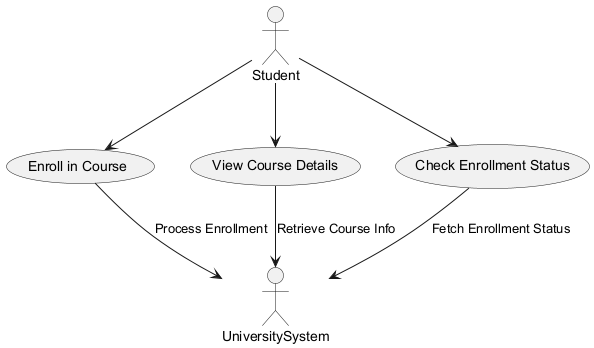 Student
Enroll in Course
View Course Details
Check Enrollment Status
Process Enrollment
Retrieve Course Info
Fetch Enrollment Status
UniversitySystem